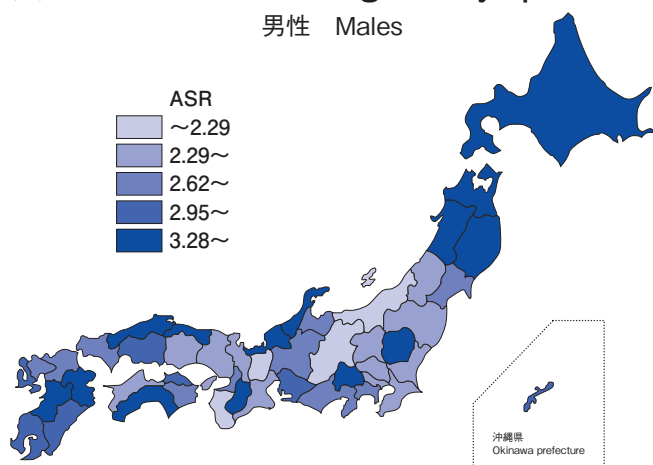 男性 Males
ASR
〜2.29
2.29〜
2.62〜
2.95〜
3.28〜
沖縄県
Okinawa prefecture